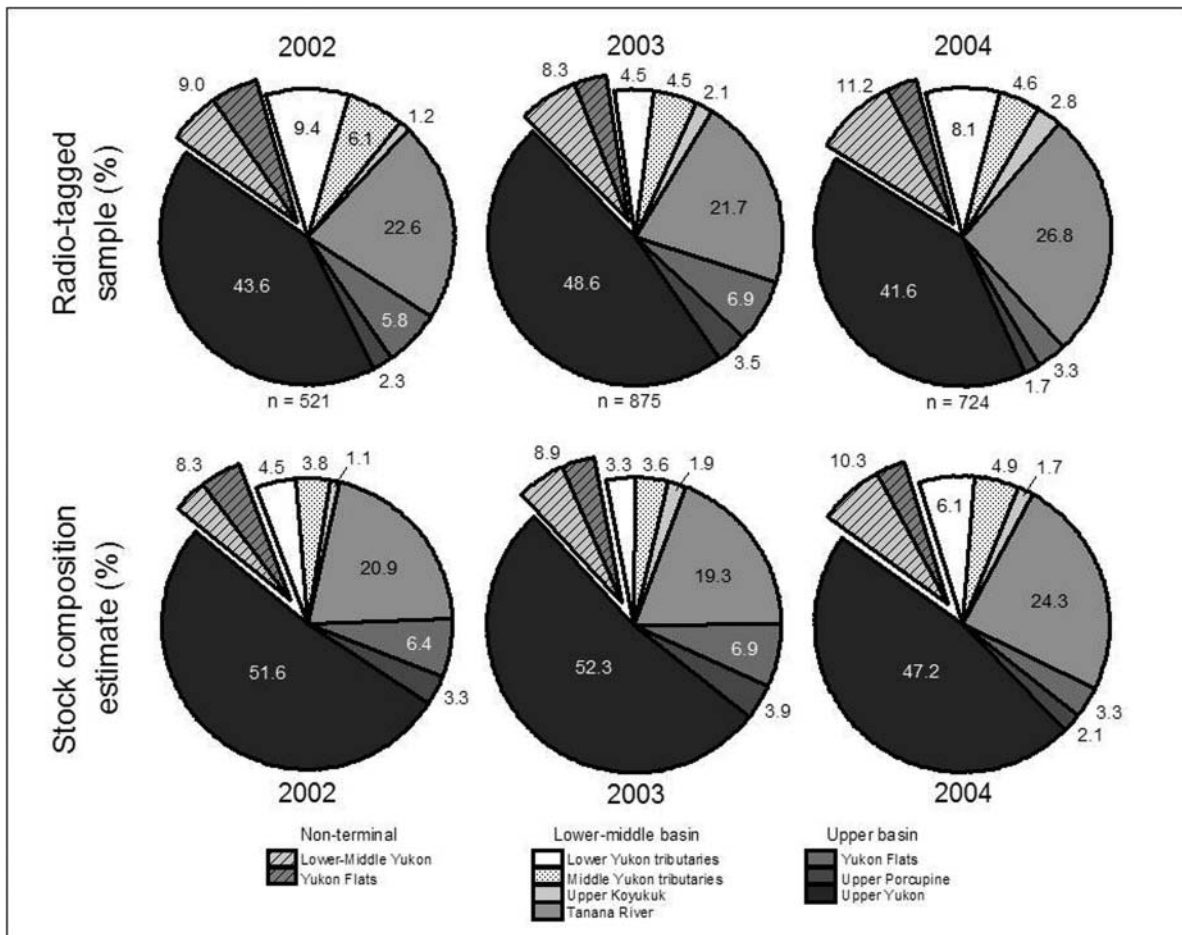 2002
2003
2004
Radio-tagged
sample (%)
9.0
9.4
6.1
1.2
22.6
5.8
2.3
43.6
n = 521
8.3
4.5
4.5
2.1
21.7
6.9
3.5
48.6
n = 875
11.2
8.1
4.6
2.8
26.8
3.3
1.7
41.6
n = 724
Stock composition
estimate (%)
8.3
4.5
3.8
1.1
20.9
6.4
3.3
51.6
2002
8.9
3.3
3.6
1.9
19.3
6.9
3.9
52.3
2003
10.3
6.1
4.9
1.7
24.3
3.3
2.1
47.2
2004
Non-terminal
Lower-Middle Yukon
Yukon Flats
Lower-middle basin
Lower Yukon tributaries
Middle Yukon tributaries
Upper Koyukuk
Tanana River
Upper basin
Yukon Flats
Upper Porcupine
Upper Yukon